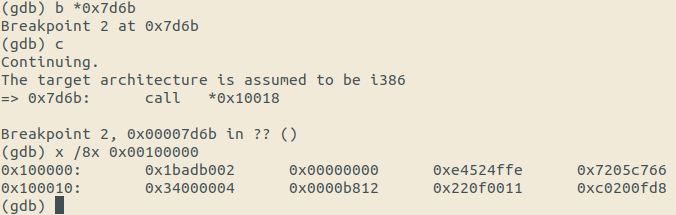 (gdb) b *0x7d6b
Breakpoint 2 at 0x7d6b
(gdb) c
Continuing.
The target architecture is assumed to be i386
=> 0x7d6b:      call   *0x10018

Breakpoint 2, 0x00007d6b in ?? ()
(gdb) x /8x 0x00100000
0x100000:       0x1badb002      0x00000000      0xe4524ffe      0x7205c766
0x100010:       0x34000004      0x0000b812      0x220f0011      0xc0200fd8
(gdb)